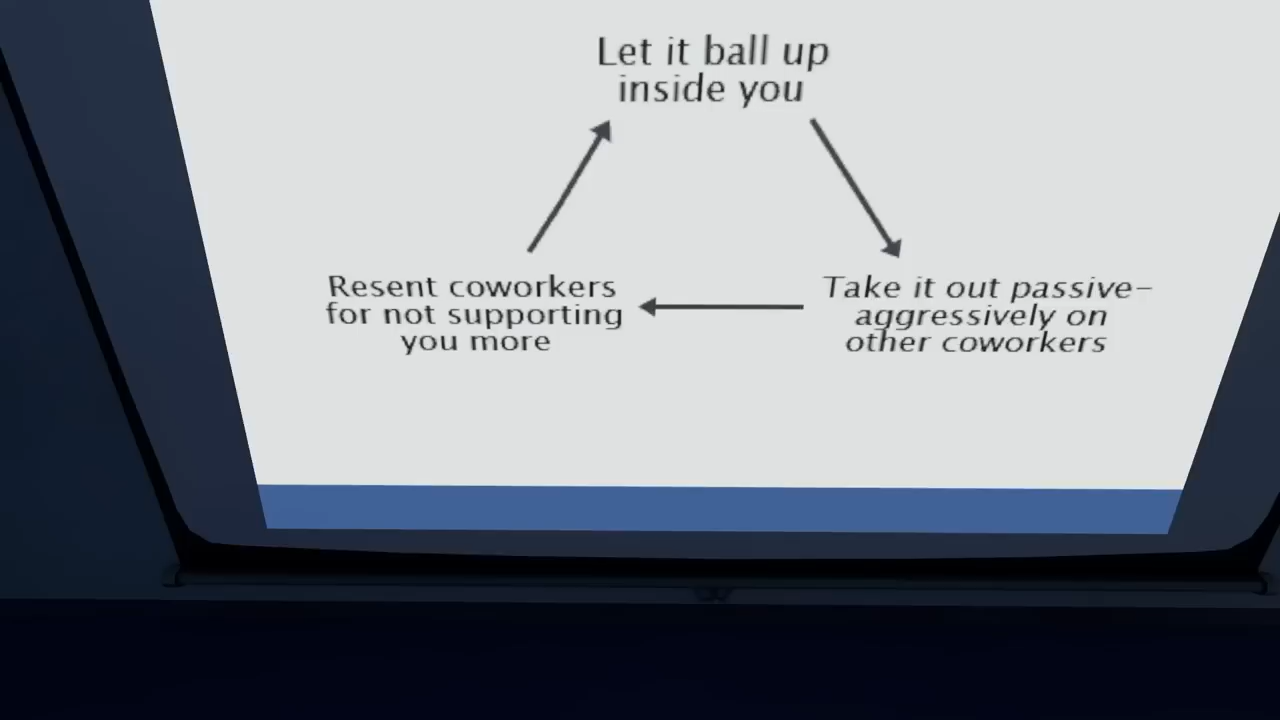 Let it ball up
inside you
Resent coworkers
for not supporting
you more
Take it out passive-
aggressively on
other coworkers